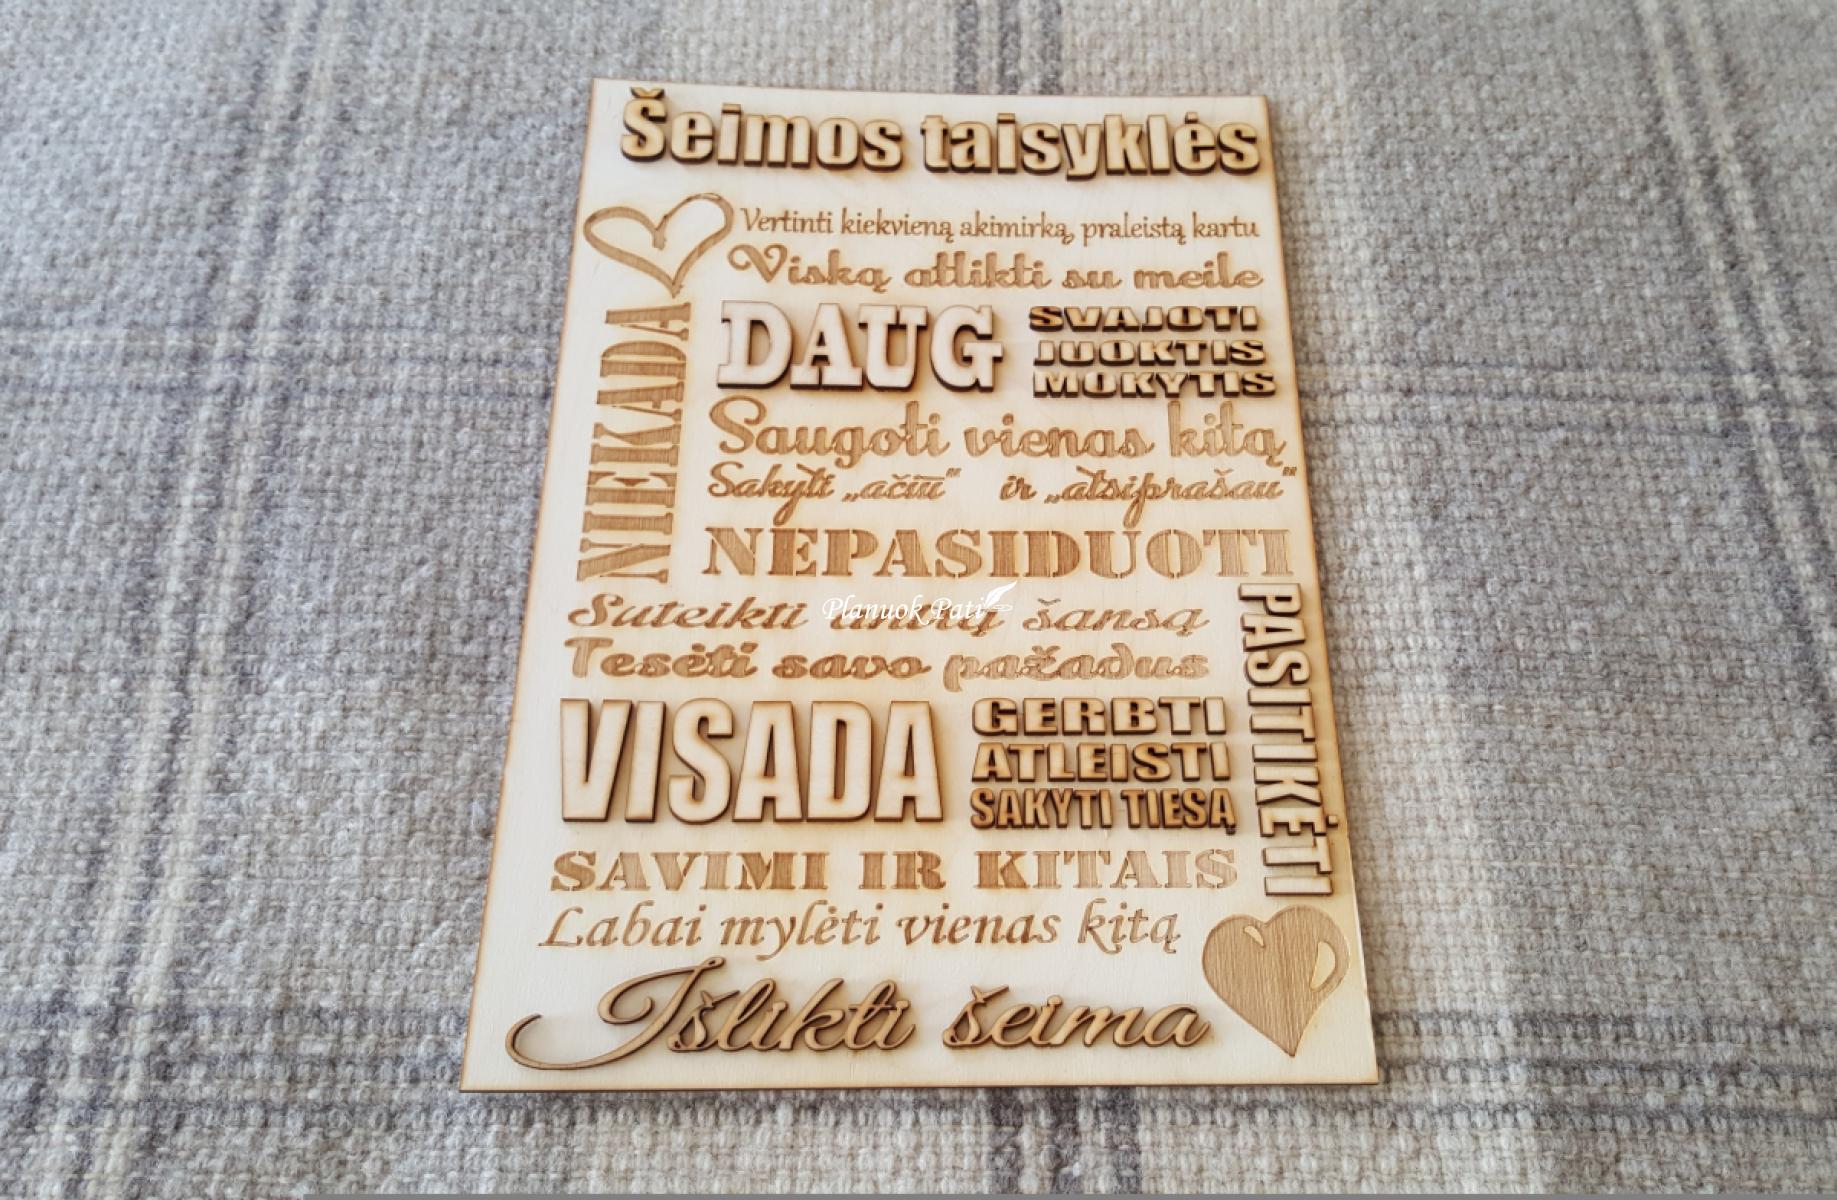 Šeimos taisyklės
Vertinti kiekvieną akimirką, praleistą kartu
Viską atlikti su meile
DAUG
SVAJOTI
JUOKTIS
MOKYTIS
Saugoti vienas kitą
Sakyti „ačiū“ ir „atsiprašau“
NIEKADA
NEPASIDUOTI
Suteikti antrą šansą
Planuok Pati
Tesėti savo pažadus
VISADA
GERBTI
ATLEISTI
SAKYTI TIESĄ
PASITIKĖTI
SAVIMI IR KITAIS
Labai mylėti vienas kitą
Išlikti šeima